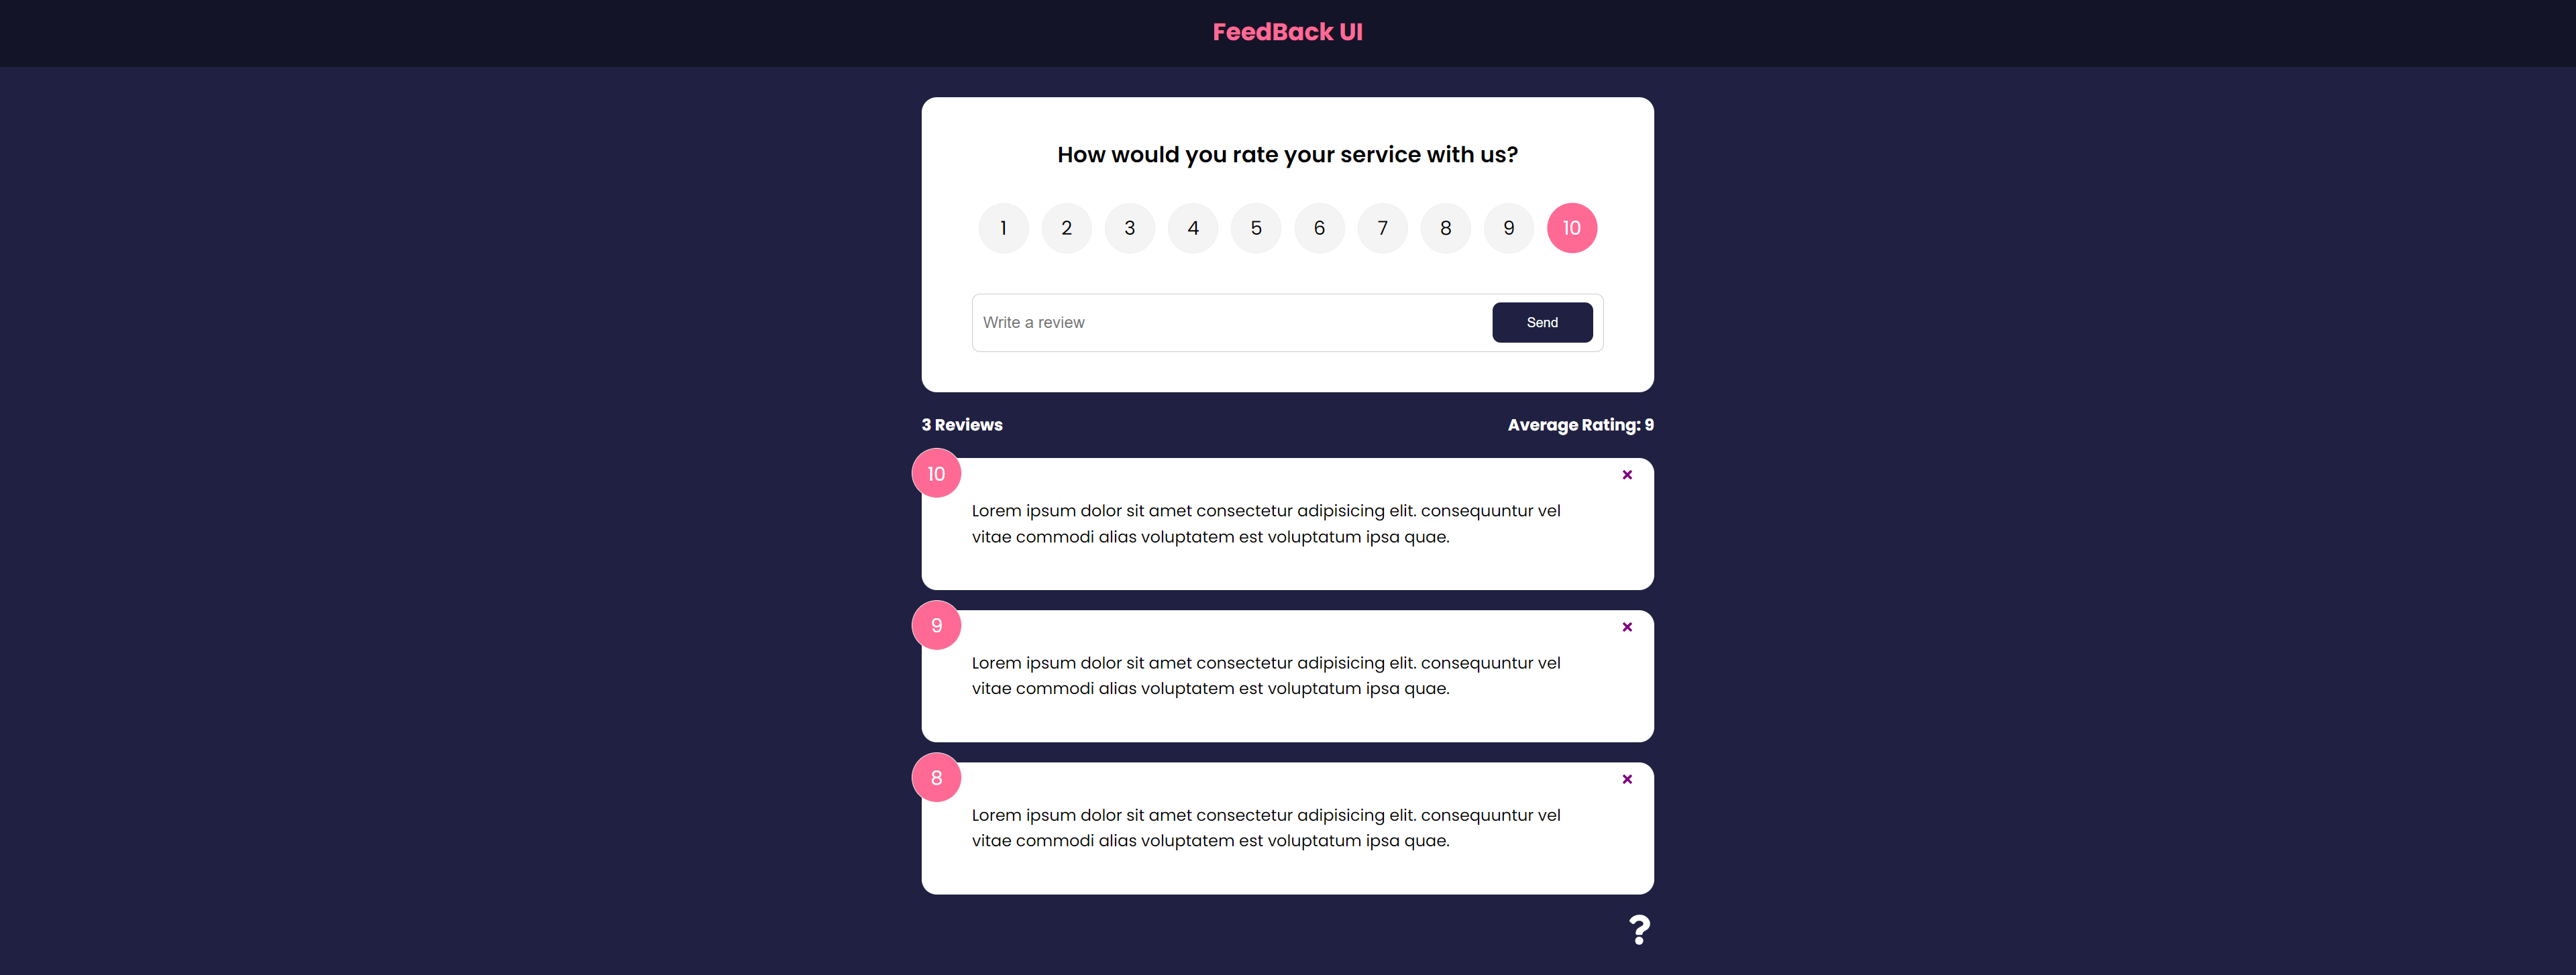 FeedBack UI
How would you rate your service with us?
1 2 3 4 5 6 7 8 9 10
Write a review Send
3 Reviews Average Rating: 9
10
Lorem ipsum dolor sit amet consectetur adipisicing elit. consequuntur vel
vitae commodi alias voluptatem est voluptatum ipsa quae.
9
Lorem ipsum dolor sit amet consectetur adipisicing elit. consequuntur vel
vitae commodi alias voluptatem est voluptatum ipsa quae.
8
Lorem ipsum dolor sit amet consectetur adipisicing elit. consequuntur vel
vitae commodi alias voluptatem est voluptatum ipsa quae.
?